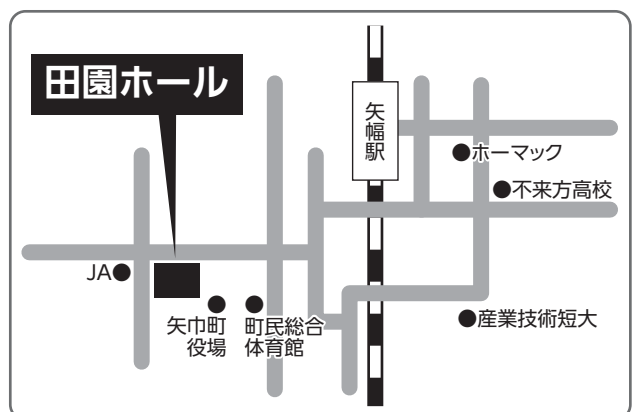 田園ホール
矢幅駅
●ホーマック
●不来方高校
JA●
矢巾町
役場
町民総合
体育館
●産業技術短大